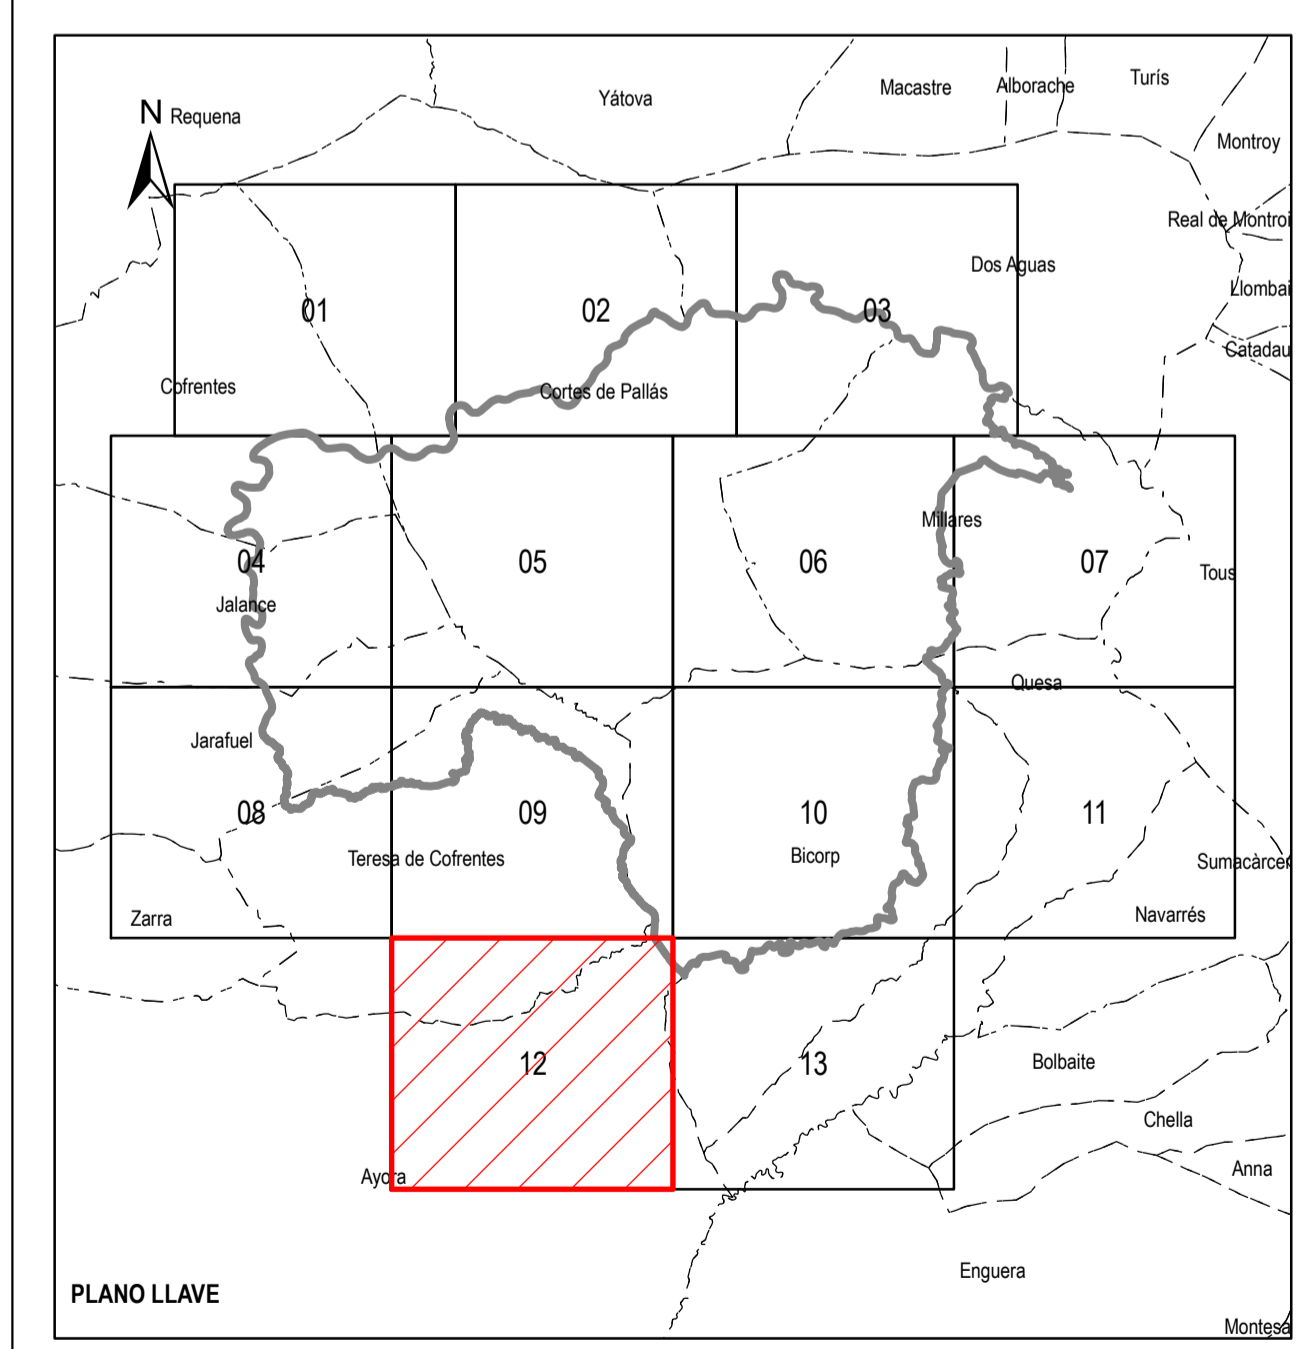 Turís
Macastre
Alborache
Yátova
N
Requena
Montroy
Real de Montroi
Dos Aguas
Llombai
01
02
03
Catadau
Cofrentes
Cortes de Pallás
Millares
04
05
06
07
Tous
Jalance
Quesa
Jarafuel
08
09
10
11
Bicorp
Teresa de Cofrentes
Sumacàrcer
Zarra
Navarrés
12
13
Bolbaite
Chella
Anna
Ayora
Enguera
PLANO LLAVE
Montesa